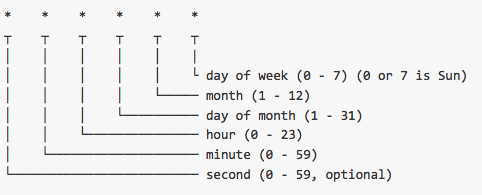 * * * * * *
┬ ┬ ┬ ┬ ┬ ┬
│ │ │ │ │ │
│ │ │ │ │ └ day of week (0 - 7) (0 or 7 is Sun)
│ │ │ │ └───── month (1 - 12)
│ │ │ └────────── day of month (1 - 31)
│ │ └─────────────── hour (0 - 23)
│ └──────────────────── minute (0 - 59)
└───────────────────────── second (0 - 59, optional)